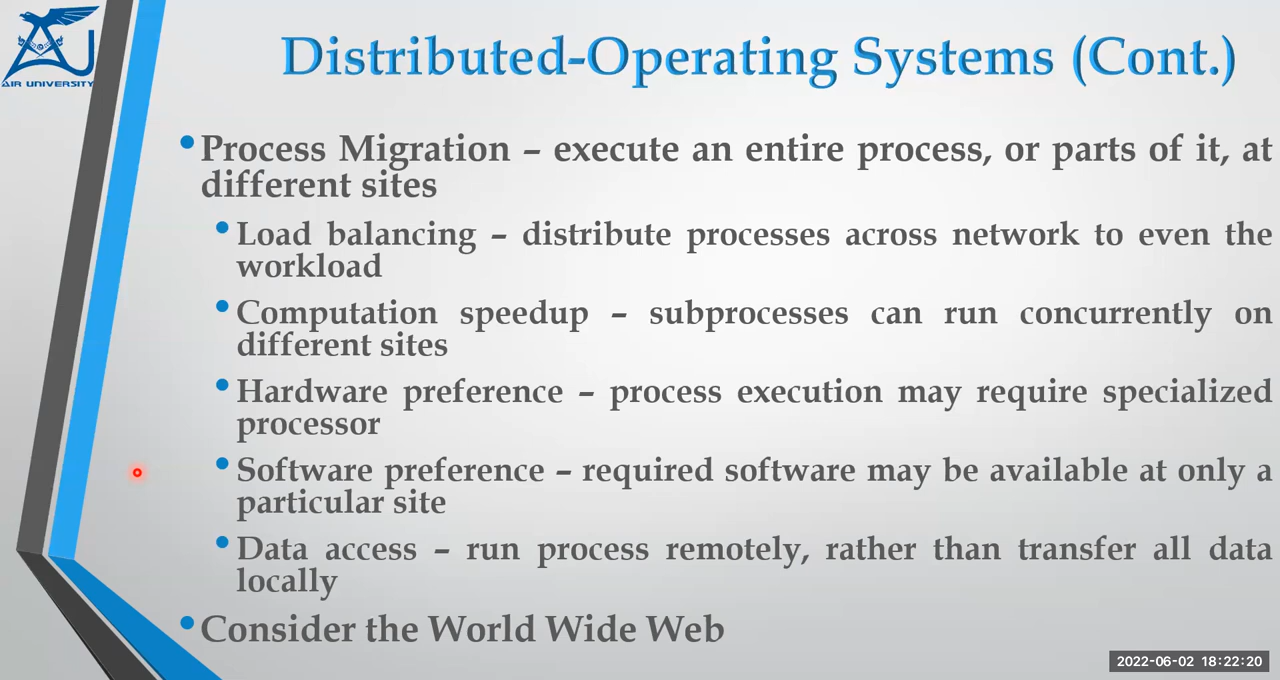 AIR UNIVERSITY
Distributed-Operating Systems (Cont.)
Process Migration – execute an entire process, or parts of it, at
different sites
Load balancing – distribute processes across network to even the
workload
Computation speedup – subprocesses can run concurrently on
different sites
Hardware preference – process execution may require specialized
processor
Software preference – required software may be available at only a
particular site
Data access – run process remotely, rather than transfer all data
locally
Consider the World Wide Web
2022-06-02 18:22:20